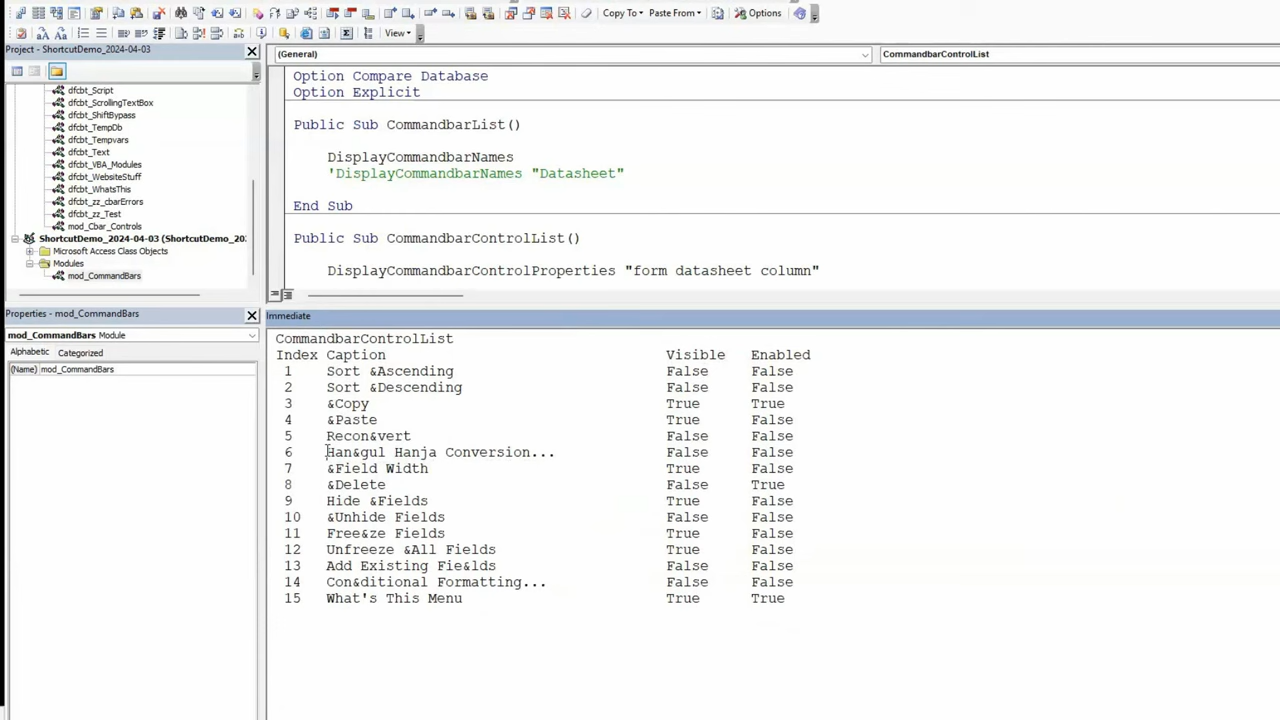 Copy To
Paste From
Options
View
Project - ShortcutDemo_2024-04-03
dfcbt_Script
dfcbt_ScrollingTextBox
dfcbt_ShiftBypass
dfcbt_TempDb
dfcbt_Tempvars
dfcbt_Text
dfcbt_VBA_Modules
dfcbt_WebsiteStuff
dfcbt_WhatsThis
dfcbt_zz_cbarErrors
dfcbt_zz_Test
mod_Cbar_Controls
ShortcutDemo_2024-04-03 (ShortcutDemo_20
Microsoft Access Class Objects
Modules
mod_CommandBars
Properties - mod_CommandBars
mod_CommandBars Module
Alphabetic Categorized
(Name) mod_CommandBars
(General) CommandbarControlList
Option Compare Database
Option Explicit
Public Sub CommandbarList()
DisplayCommandbarNames
'DisplayCommandbarNames "Datasheet"
End Sub
Public Sub CommandbarControlList()
DisplayCommandbarControlProperties "form datasheet column"
Immediate
CommandbarControlList
Index Caption Visible Enabled
1 Sort &Ascending False False
2 Sort &Descending False False
3 &Copy True True
4 &Paste True False
5 Recon&vert False False
6 Han&gul Hanja Conversion... False False
7 &Field Width True False
8 &Delete False True
9 Hide &Fields True False
10 &Unhide Fields False False
11 Free&ze Fields True False
12 Unfreeze &All Fields True False
13 Add Existing Fie&lds False False
14 Con&ditional Formatting... False False
15 What's This Menu True True